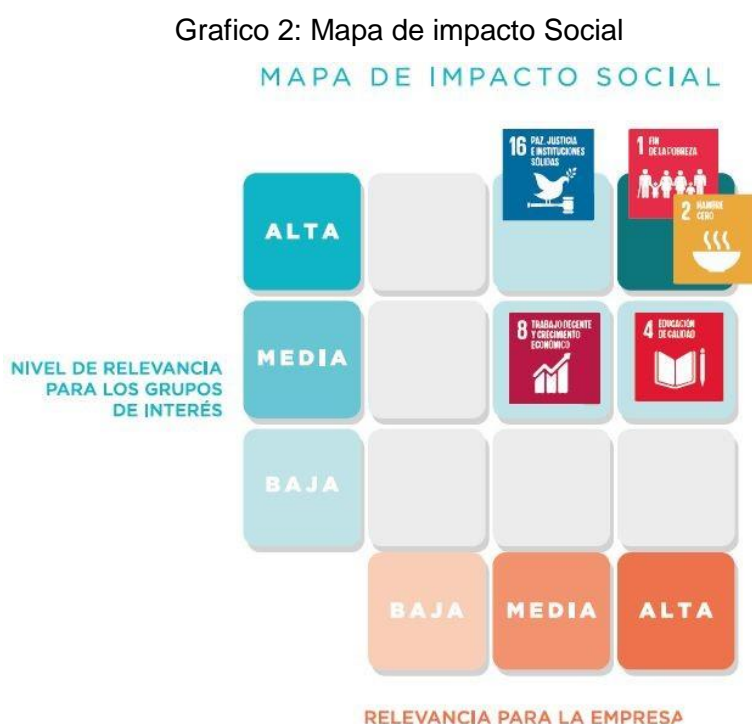 Grafico 2: Mapa de impacto Social
MAPA DE IMPACTO SOCIAL
16 PAZ, JUSTICIA
E INSTITUCIONES
SÓLIDAS
1 FIN
DE LA POBREZA
2 HAMBRE
CERO
ALTA
8 TRABAJO DECENTE
Y CRECIMIENTO
ECONÓMICO
4 EDUCACIÓN
DE CALIDAD
MEDIA
NIVEL DE RELEVANCIA
PARA LOS GRUPOS
DE INTERÉS
BAJA
BAJA
MEDIA
ALTA
RELEVANCIA PARA LA EMPRESA